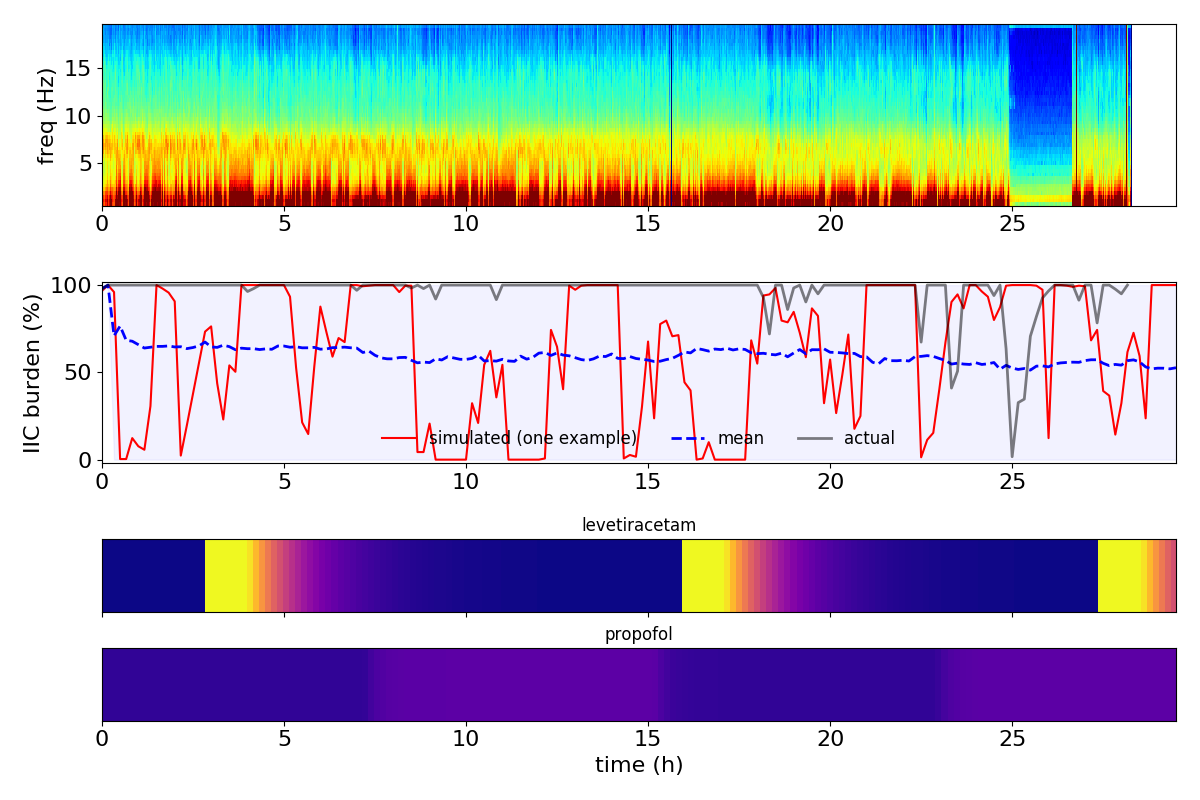 freq (Hz)
15
10
5
0 5 10 15 20 25
IIC burden (%)
100
50
0
simulated (one example) mean actual
0 5 10 15 20 25
levetiracetam
propofol
0 5 10 15 20 25
time (h)